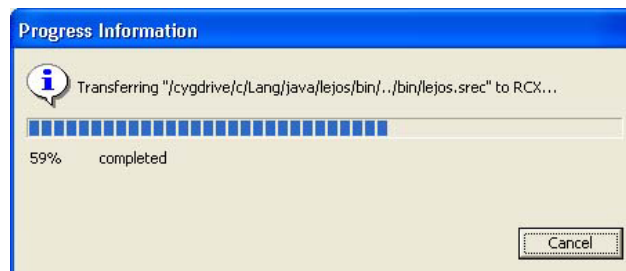 Progress Information
Transferring "/cygdrive/c/Lang/java/lejos/bin/../bin/lejos.srec" to RCX...
59% completed
Cancel